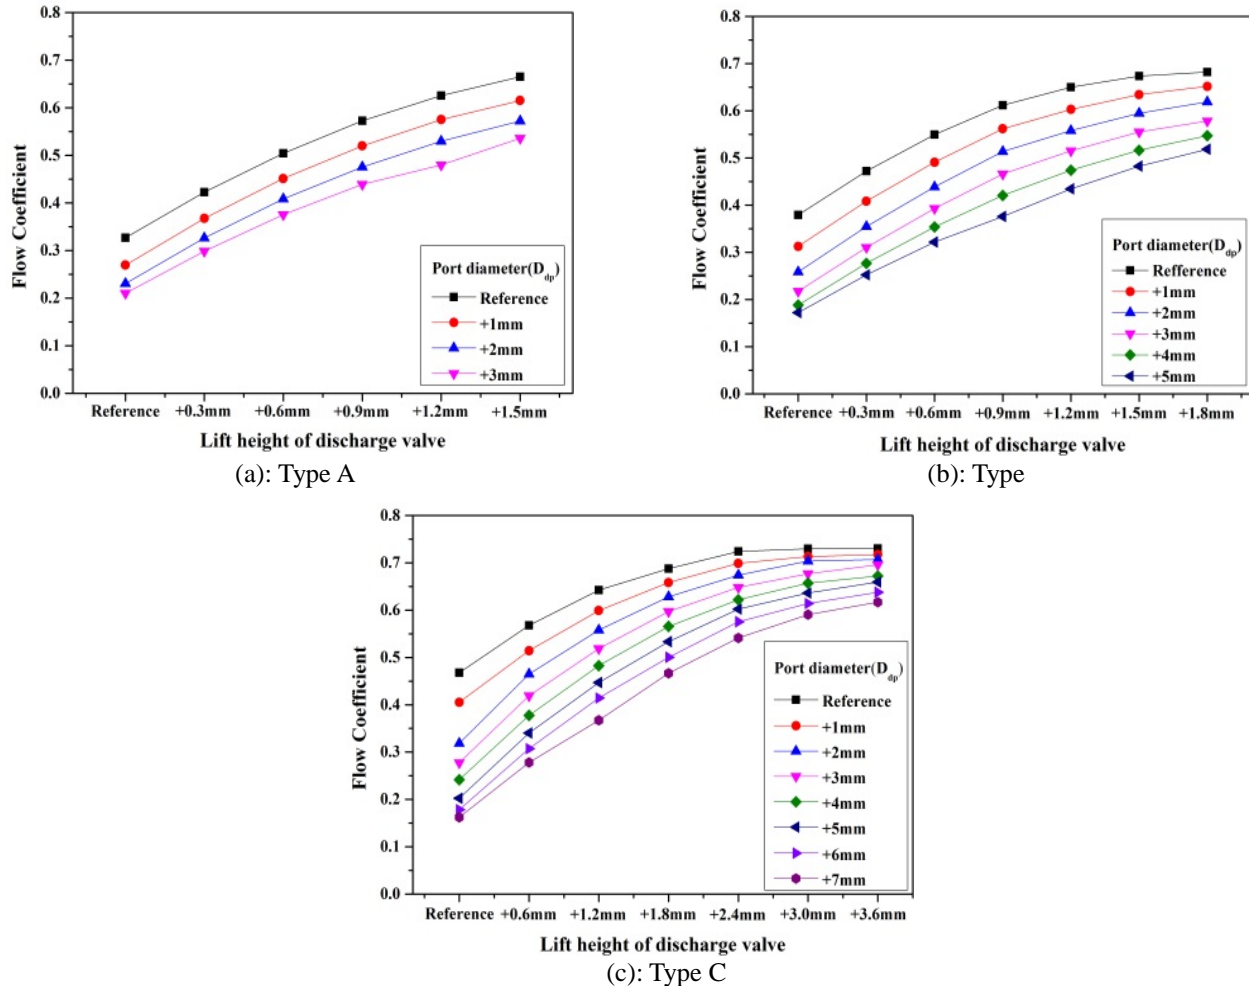 0.8
0.7
0.6
0.5
0.4
0.3
0.2
0.1
0.0
Flow Coefficient
Port diameter(D_dp)
Reference
+1mm
+2mm
+3mm
Reference +0.3mm +0.6mm +0.9mm +1.2mm +1.5mm
Lift height of discharge valve
(a): Type A
0.8
0.7
0.6
0.5
0.4
0.3
0.2
0.1
0.0
Flow Coefficient
Port diameter(D_dp)
Refference
+1mm
+2mm
+3mm
+4mm
+5mm
Reference +0.3mm +0.6mm +0.9mm +1.2mm +1.5mm +1.8mm
Lift height of discharge valve
(b): Type
0.8
0.7
0.6
0.5
0.4
0.3
0.2
0.1
0.0
Flow Coefficient
Port diameter(D_dp)
Reference
+1mm
+2mm
+3mm
+4mm
+5mm
+6mm
+7mm
Reference +0.6mm +1.2mm +1.8mm +2.4mm +3.0mm +3.6mm
Lift height of discharge valve
(c): Type C